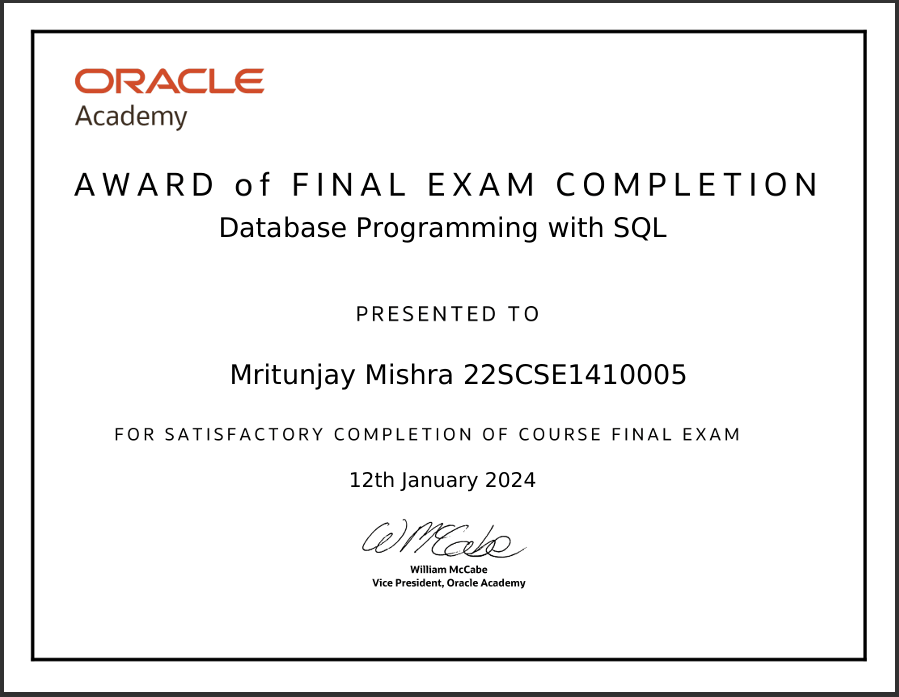 ORACLE
Academy
AWARD of FINAL EXAM COMPLETION
Database Programming with SQL
PRESENTED TO
Mritunjay Mishra 22SCSE1410005
FOR SATISFACTORY COMPLETION OF COURSE FINAL EXAM
12th January 2024
W McCabe
William McCabe
Vice President, Oracle Academy